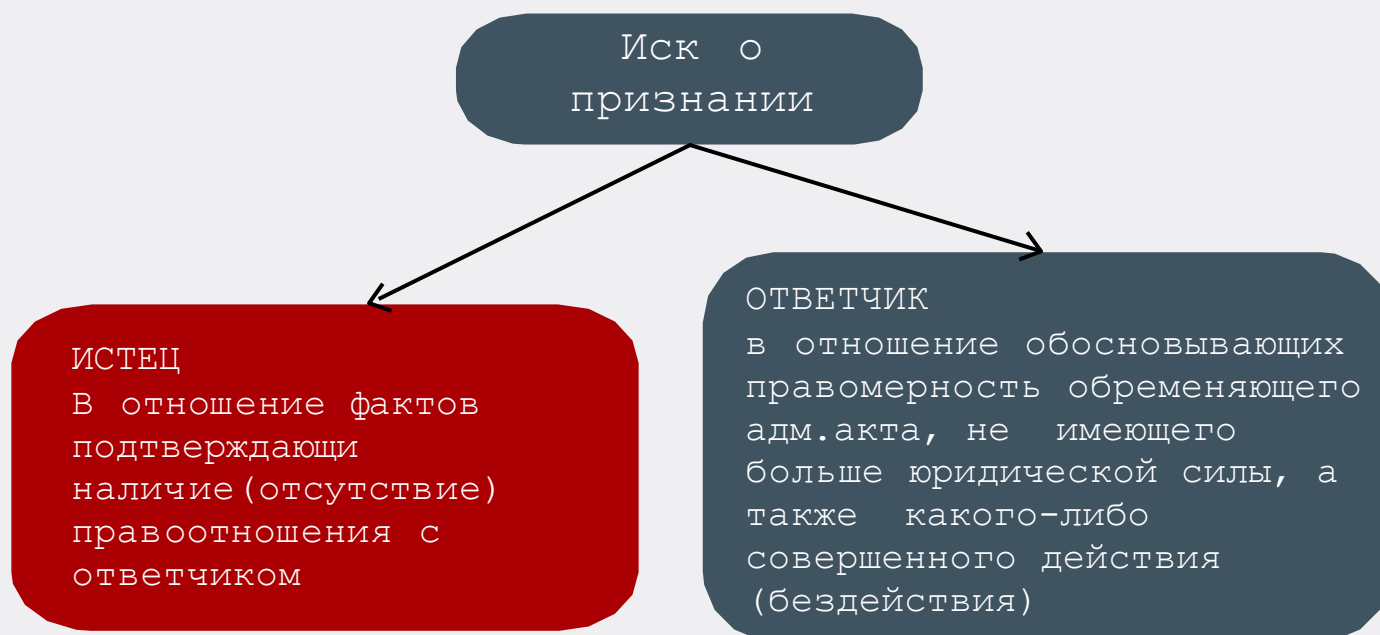 Иск о
признании
ИСТЕЦ
В отношение фактов
подтверждающи
наличие(отсутствие)
правоотношения с
ответчиком
ОТВЕТЧИК
в отношение обосновывающих
правомерность обременяющего
адм.акта, не имеющего
больше юридической силы, а
также какого-либо
совершенного действия
(бездействия)